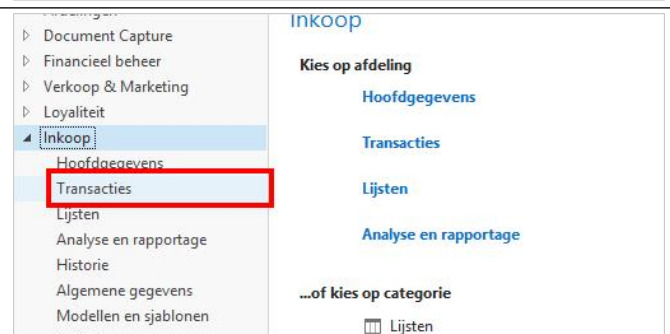 Document Capture
Financieel beheer
Verkoop & Marketing
Loyaliteit
Inkoop
Hoofdgegevens
Transacties
Lijsten
Analyse en rapportage
Historie
Algemene gegevens
Modellen en sjablonen
Inkoop
Kies op afdeling
Hoofdgegevens
Transacties
Lijsten
Analyse en rapportage
...of kies op categorie
Lijsten